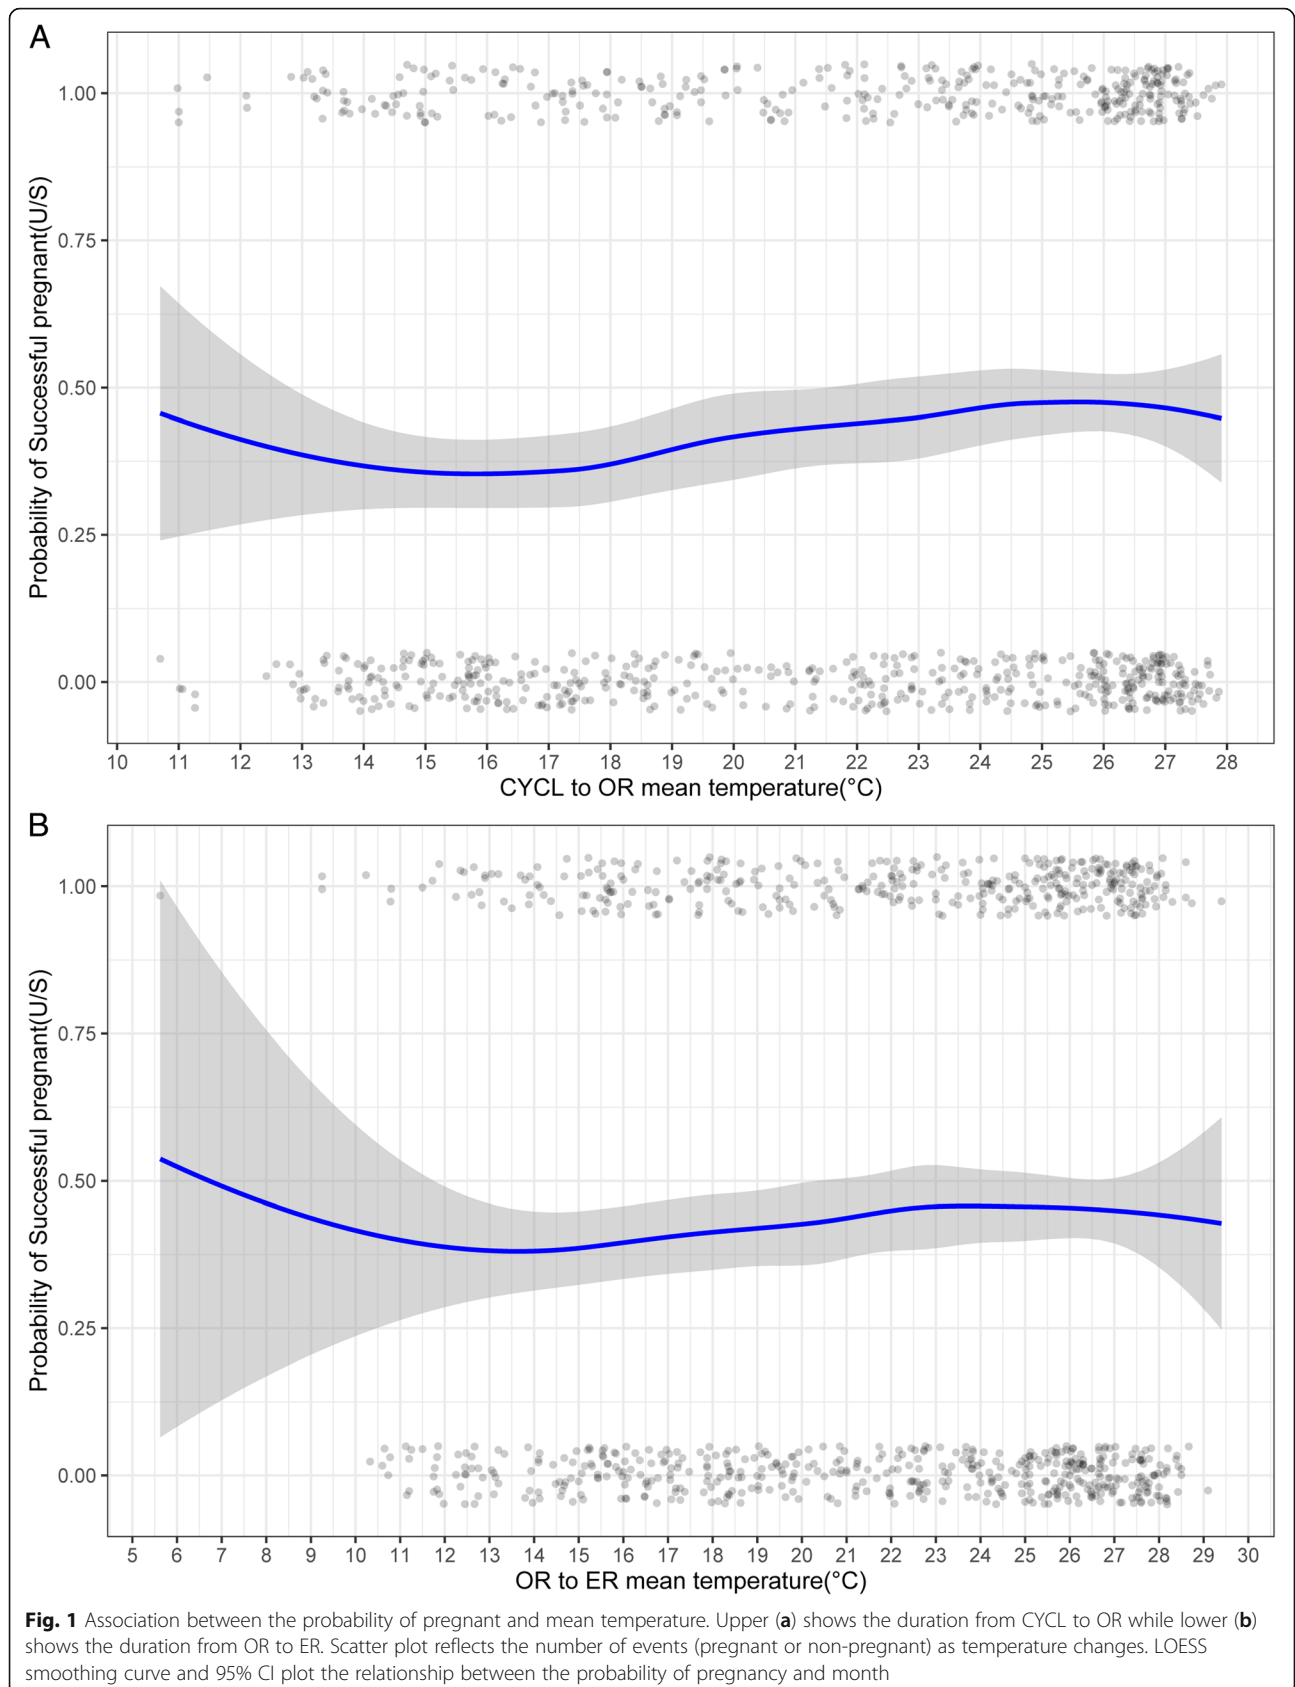 A
1.00
0.75
0.50
0.25
0.00
Probability of Successful pregnant(U/S)
10 11 12 13 14 15 16 17 18 19 20 21 22 23 24 25 26 27 28
CYCL to OR mean temperature(°C)
B
1.00
0.75
0.50
0.25
0.00
Probability of Successful pregnant(U/S)
5 6 7 8 9 10 11 12 13 14 15 16 17 18 19 20 21 22 23 24 25 26 27 28 29 30
OR to ER mean temperature(°C)
Fig. 1 Association between the probability of pregnant and mean temperature. Upper (a) shows the duration from CYCL to OR while lower (b)
shows the duration from OR to ER. Scatter plot reflects the number of events (pregnant or non-pregnant) as temperature changes. LOESS
smoothing curve and 95% CI plot the relationship between the probability of pregnancy and month